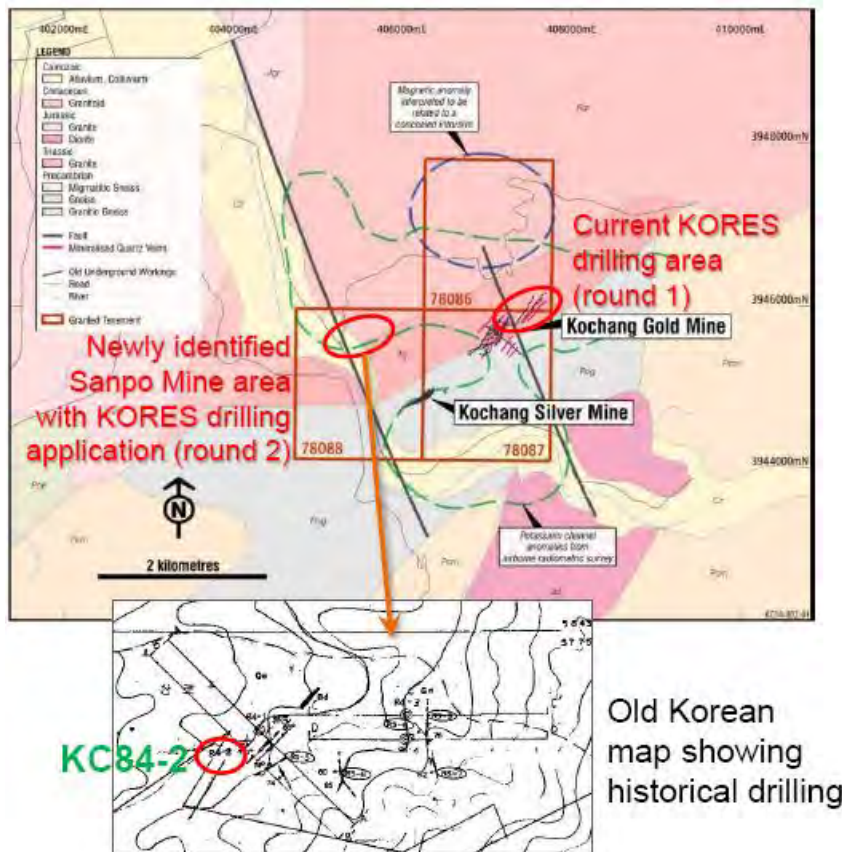 402000mE
404000mE
406000mE
408000mE
410000mE
LEGEND
Cainozoic
Alluvium, Colluvium
Cretaceous
Granitoid
Jurassic
Granite
Diorite
Triassic
Granite
Precambrian
Migmatitic Gneiss
Gneiss
Granitic Gneiss
Fault
Mineralised Quartz Veins
Old Underground Workings
Road
River
Granted Tenement
Magnetic anomaly
interpreted to be
related to a
concealed intrusion
3948000mN
Current KORES
drilling area
(round 1)
78086
3946000mN
Kochang Gold Mine
Newly identified
Sanpo Mine area
with KORES drilling
application (round 2)
Kochang Silver Mine
78088
78087
3944000mN
N
2 kilometres
Potassium channel
anomalies from
airborne radiometric survey
KC84-2
Old Korean
map showing
historical drilling